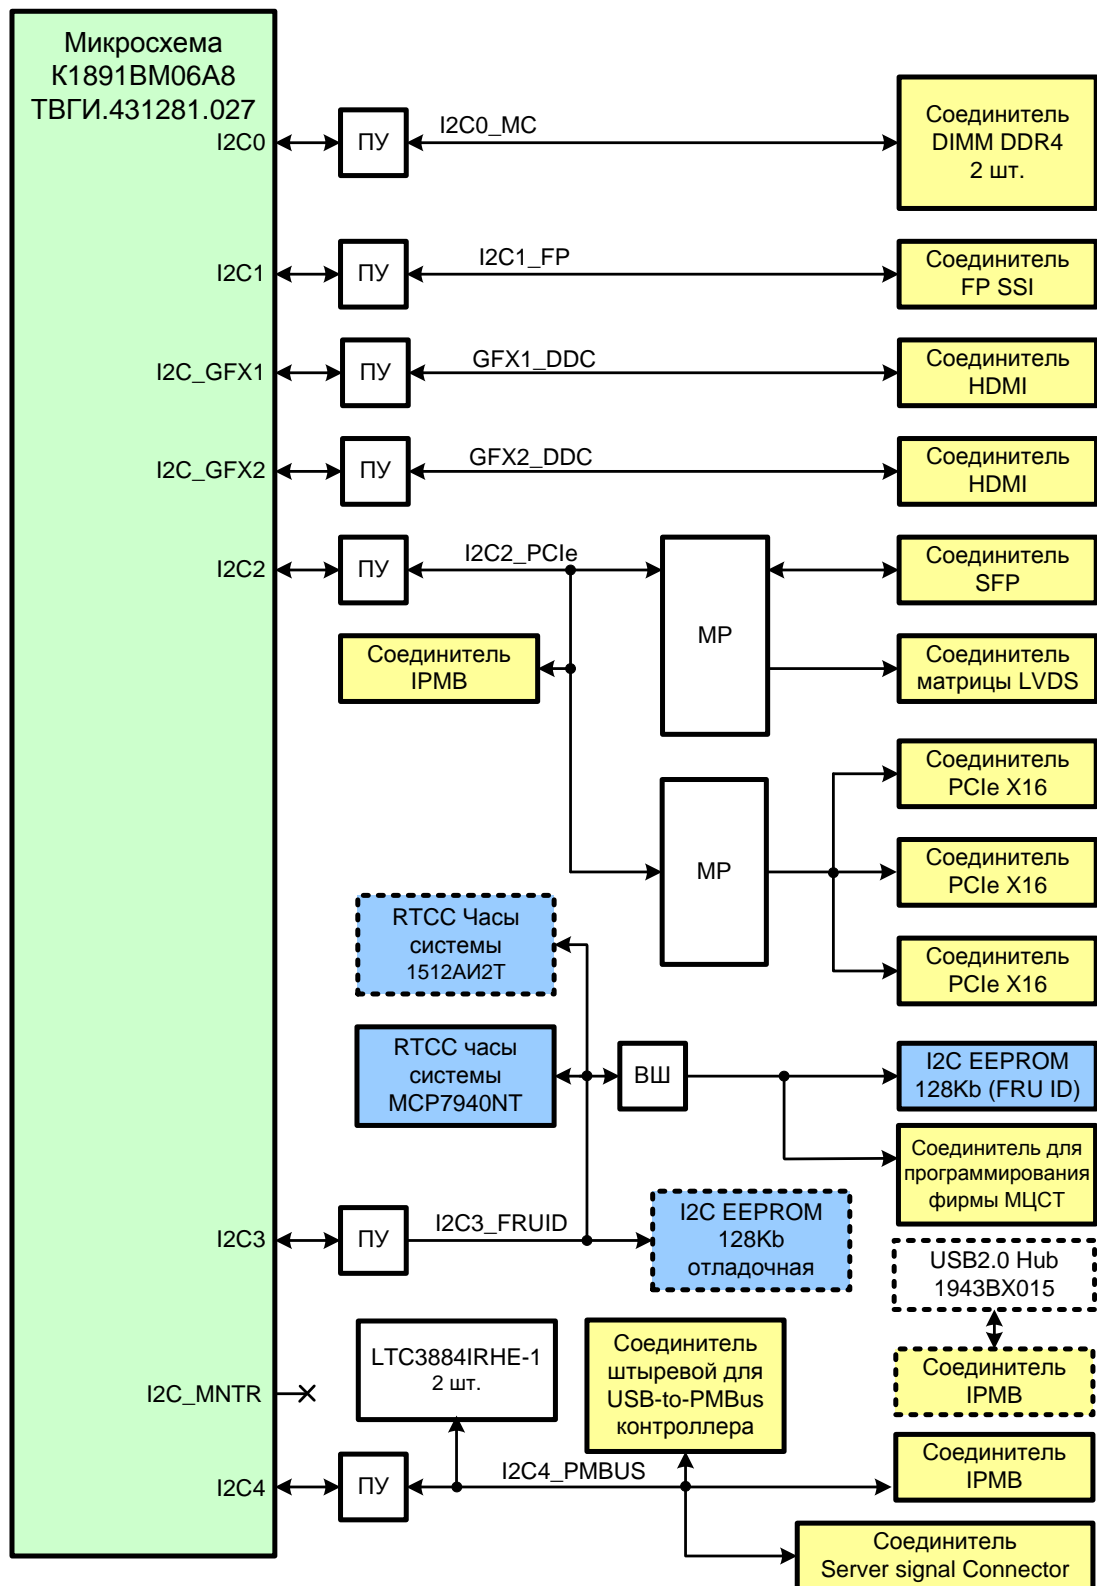 Микросхема
К1891ВМ06А8
ТВГИ.431281.027
I2C0
ПУ
I2C0_MC
Соединитель
DIMM DDR4
2 шт.
I2C1
ПУ
I2C1_FP
Соединитель
FP SSI
I2C_GFX1
ПУ
GFX1_DDC
Соединитель
HDMI
I2C_GFX2
ПУ
GFX2_DDC
Соединитель
HDMI
I2C2
ПУ
I2C2_PCIe
МР
Соединитель
SFP
Соединитель
IPMB
Соединитель
матрицы LVDS
Соединитель
PCIe X16
МР
Соединитель
PCIe X16
Соединитель
PCIe X16
RTCC Часы
системы
1512АИ2Т
RTCC часы
системы
MCP7940NT
ВШ
I2C EEPROM
128Kb (FRU ID)
Соединитель для
программирования
фирмы МЦСТ
I2C3
ПУ
I2C3_FRUID
I2C EEPROM
128Kb
отладочная
USB2.0 Hub
1943ВХ015
Соединитель
IPMB
LTC3884IRHE-1
2 шт.
Соединитель
штыревой для
USB-to-PMBus
контроллера
I2C_MNTR
I2C4
ПУ
I2C4_PMBUS
Соединитель
IPMB
Соединитель
Server signal Connector